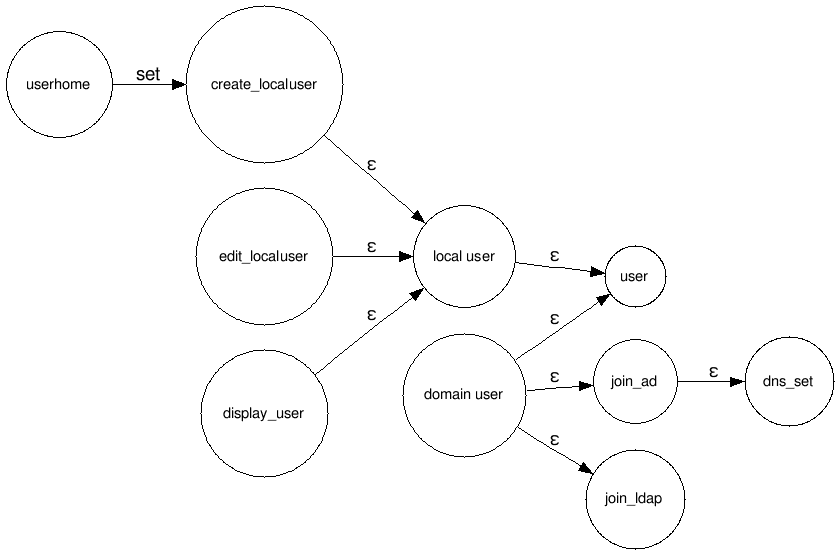 userhome
set
create_localuser
ε
edit_localuser
ε
local user
ε
user
ε
display_user
ε
domain user
ε
join_ad
ε
dns_set
ε
join_ldap